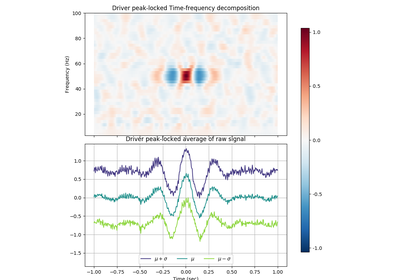 Driver peak-locked Time-frequency decomposition
100
80
60
40
20
Frequency (Hz)
1.0
0.5
0.0
-0.5
-1.0
Driver peak-locked average of raw signal
1.0
0.5
0.0
−0.5
−1.0
−1.5
μ + σ μ μ − σ
−1.00 −0.75 −0.50 −0.25 0.00 0.25 0.50 0.75 1.00
Time (sec)